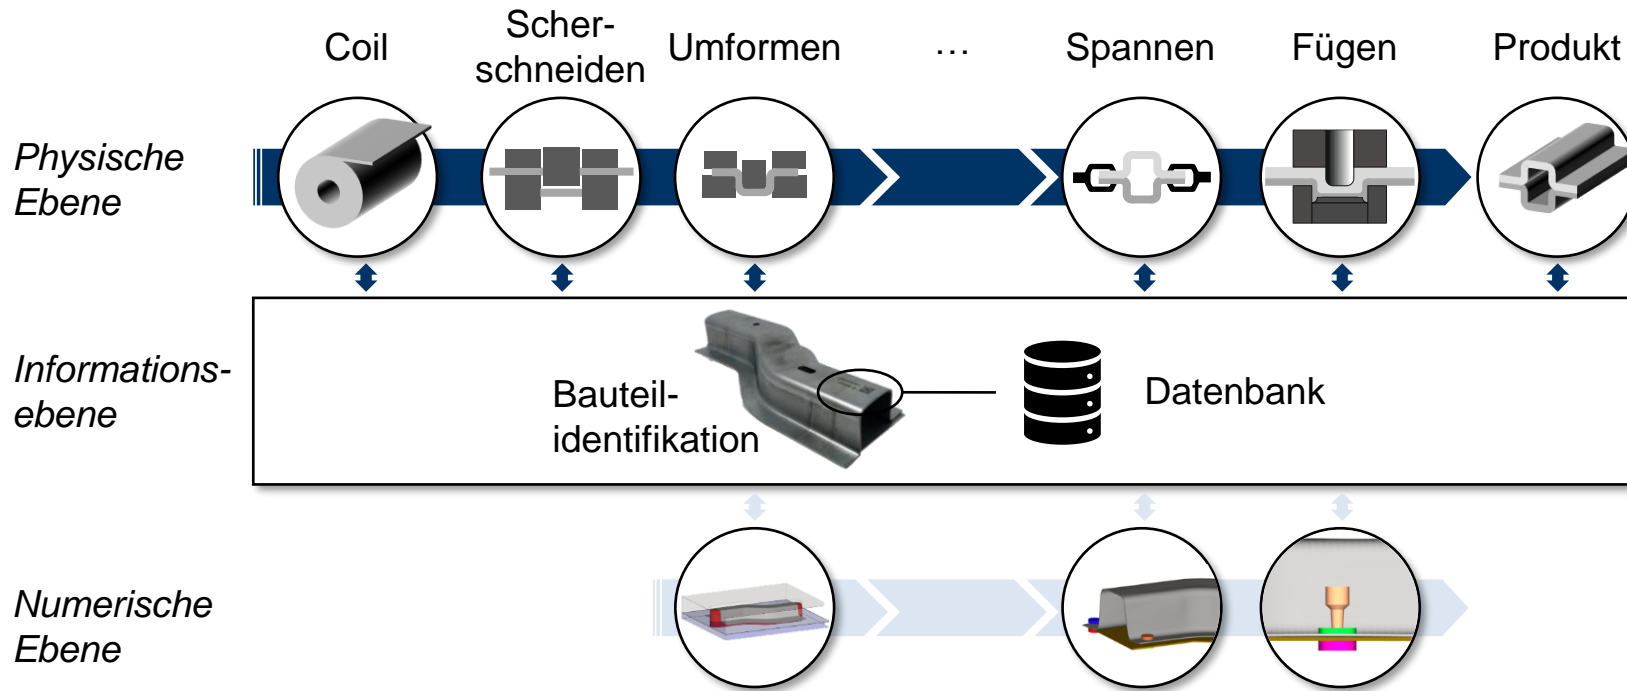 Coil
Scher-
schneiden
Umformen
...
Spannen
Fügen
Produkt
Physische
Ebene
Informations-
ebene
Bauteil-
identifikation
Datenbank
Numerische
Ebene